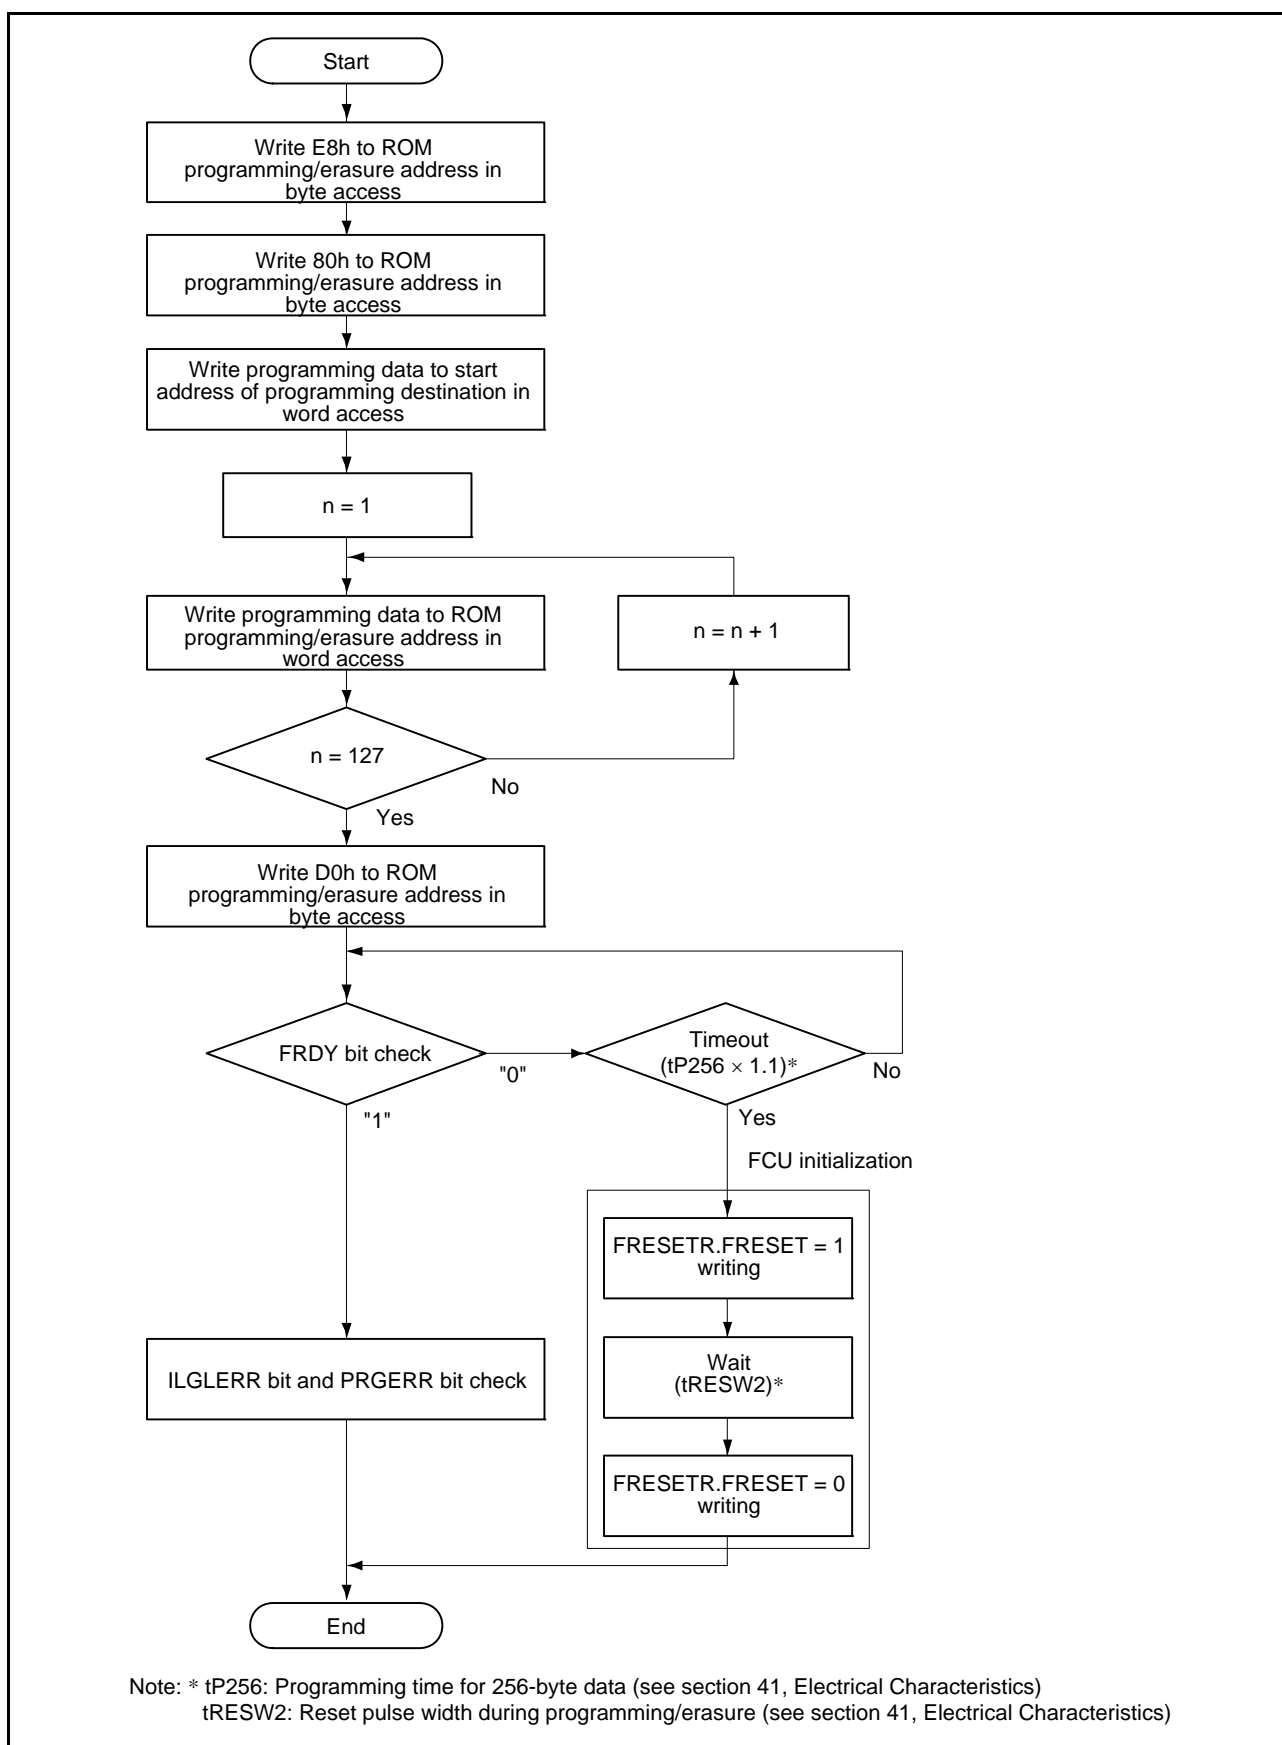 Start
Write E8h to ROM
programming/erasure address in
byte access
Write 80h to ROM
programming/erasure address in
byte access
Write programming data to start
address of programming destination in
word access
n = 1
Write programming data to ROM
programming/erasure address in
word access
n = n + 1
n = 127
No
Yes
Write D0h to ROM
programming/erasure address in
byte access
FRDY bit check
"0"
"1"
Timeout
(tP256 × 1.1)*
No
Yes
FCU initialization
FRESETR.FRESET = 1
writing
Wait
(tRESW2)*
FRESETR.FRESET = 0
writing
ILGLERR bit and PRGERR bit check
End
Note: * tP256: Programming time for 256-byte data (see section 41, Electrical Characteristics)
tRESW2: Reset pulse width during programming/erasure (see section 41, Electrical Characteristics)